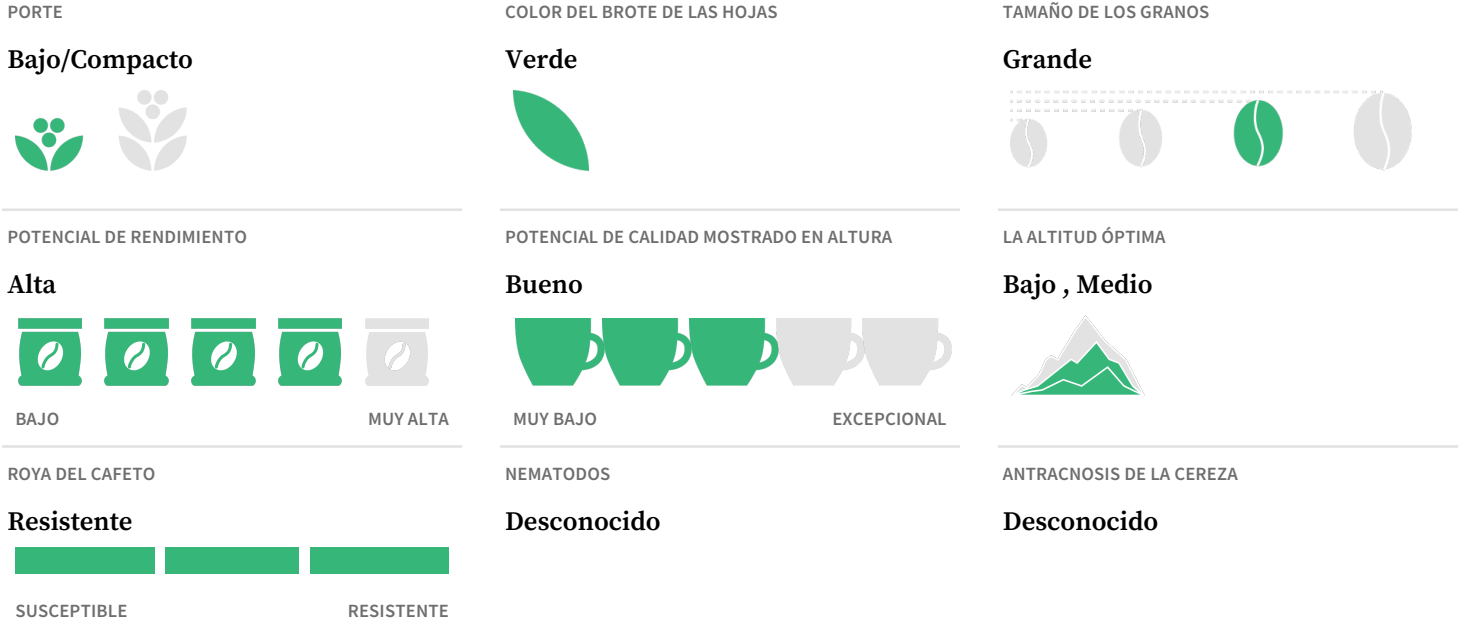 PORTE
Bajo/Compacto
COLOR DEL BROTE DE LAS HOJAS
Verde
TAMAÑO DE LOS GRANOS
Grande
POTENCIAL DE RENDIMIENTO
Alta
BAJO
MUY ALTA
POTENCIAL DE CALIDAD MOSTRADO EN ALTURA
Bueno
MUY BAJO
EXCEPCIONAL
LA ALTITUD ÓPTIMA
Bajo , Medio
ROYA DEL CAFETO
Resistente
SUSCEPTIBLE
RESISTENTE
NEMATODOS
Desconocido
ANTRACNOSIS DE LA CEREZA
Desconocido